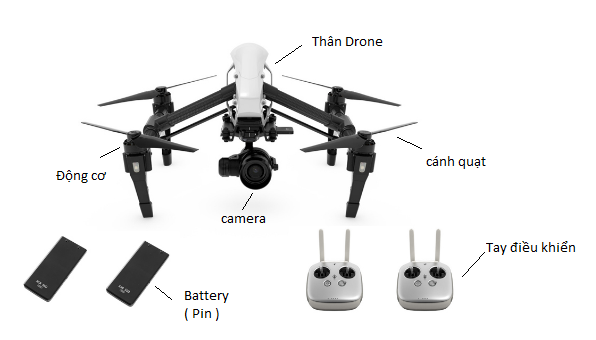 Thân Drone
Động cơ
cánh quạt
camera
Tay điều khiển
Battery
( Pin )